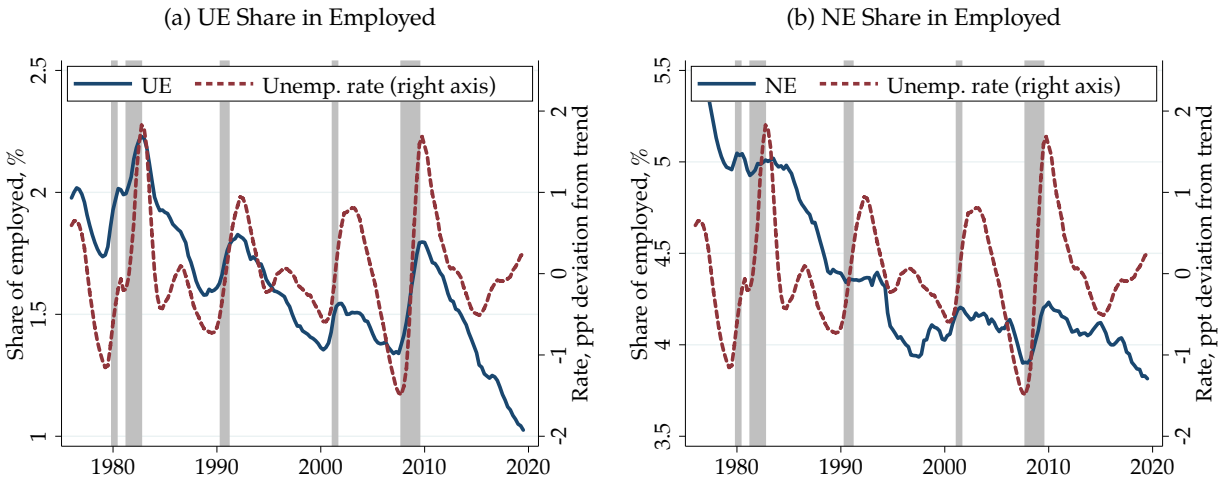 (a) UE Share in Employed
UE
Unemp. rate (right axis)
Share of employed, %
2.5
2
1.5
1
Rate, ppt deviation from trend
2
1
0
-1
-2
1980 1990 2000 2010 2020
(b) NE Share in Employed
NE
Unemp. rate (right axis)
Share of employed, %
5.5
5
4.5
4
3.5
Rate, ppt deviation from trend
2
1
0
-1
-2
1980 1990 2000 2010 2020